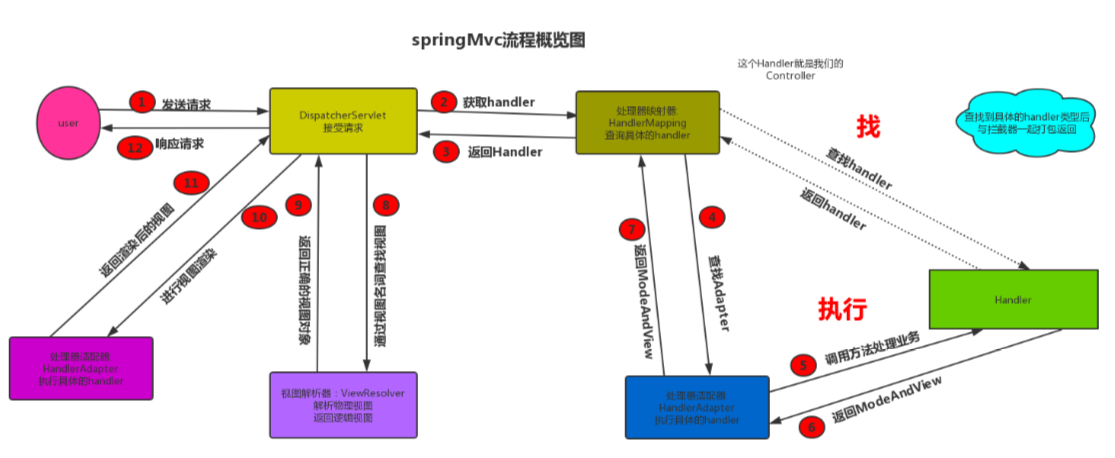 springMvc流程概览图
这个Handler就是我们的
Controller
user
1
发送请求
12
响应请求
DispatcherServlet
接受请求
2
获取handler
3
返回Handler
处理器映射器:
HandlerMapping
查询具体的handler
找
查找handler
返回handler
查找到具体的handler类型后
与拦截器一起打包返回
11
返回渲染后的视图
10
进行视图渲染
9
返回正确的视图对象
8
通过视图名词查找视图
7
返回ModeAndView
4
查找Adapter
执行
Handler
5
调用方法处理业务
6
返回ModeAndView
处理器适配器:
HandlerAdapter
执行具体的handler
视图解析器：ViewResolver
解析物理视图
返回逻辑视图
处理器适配器:
HandlerAdapter
执行具体的handler